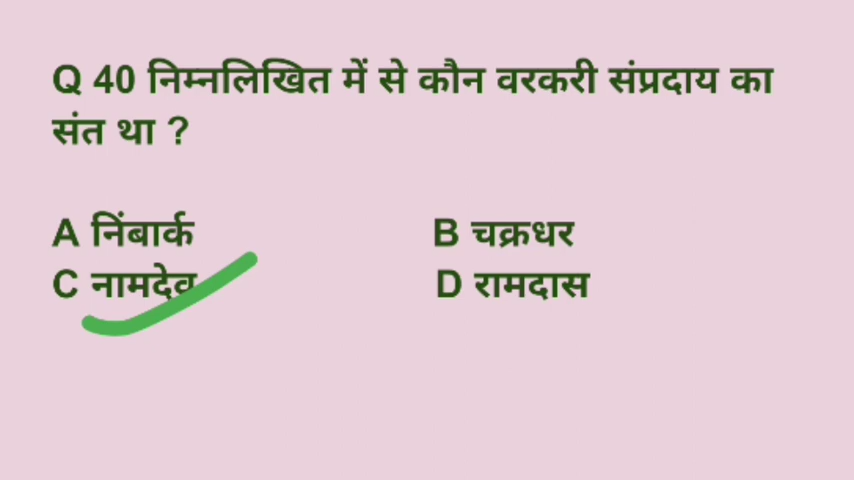 Q 40 निम्नलिखित में से कौन वरकरी संप्रदाय का
संत था ?
A निंबार्क B चक्रधर
C नामदेव D रामदास